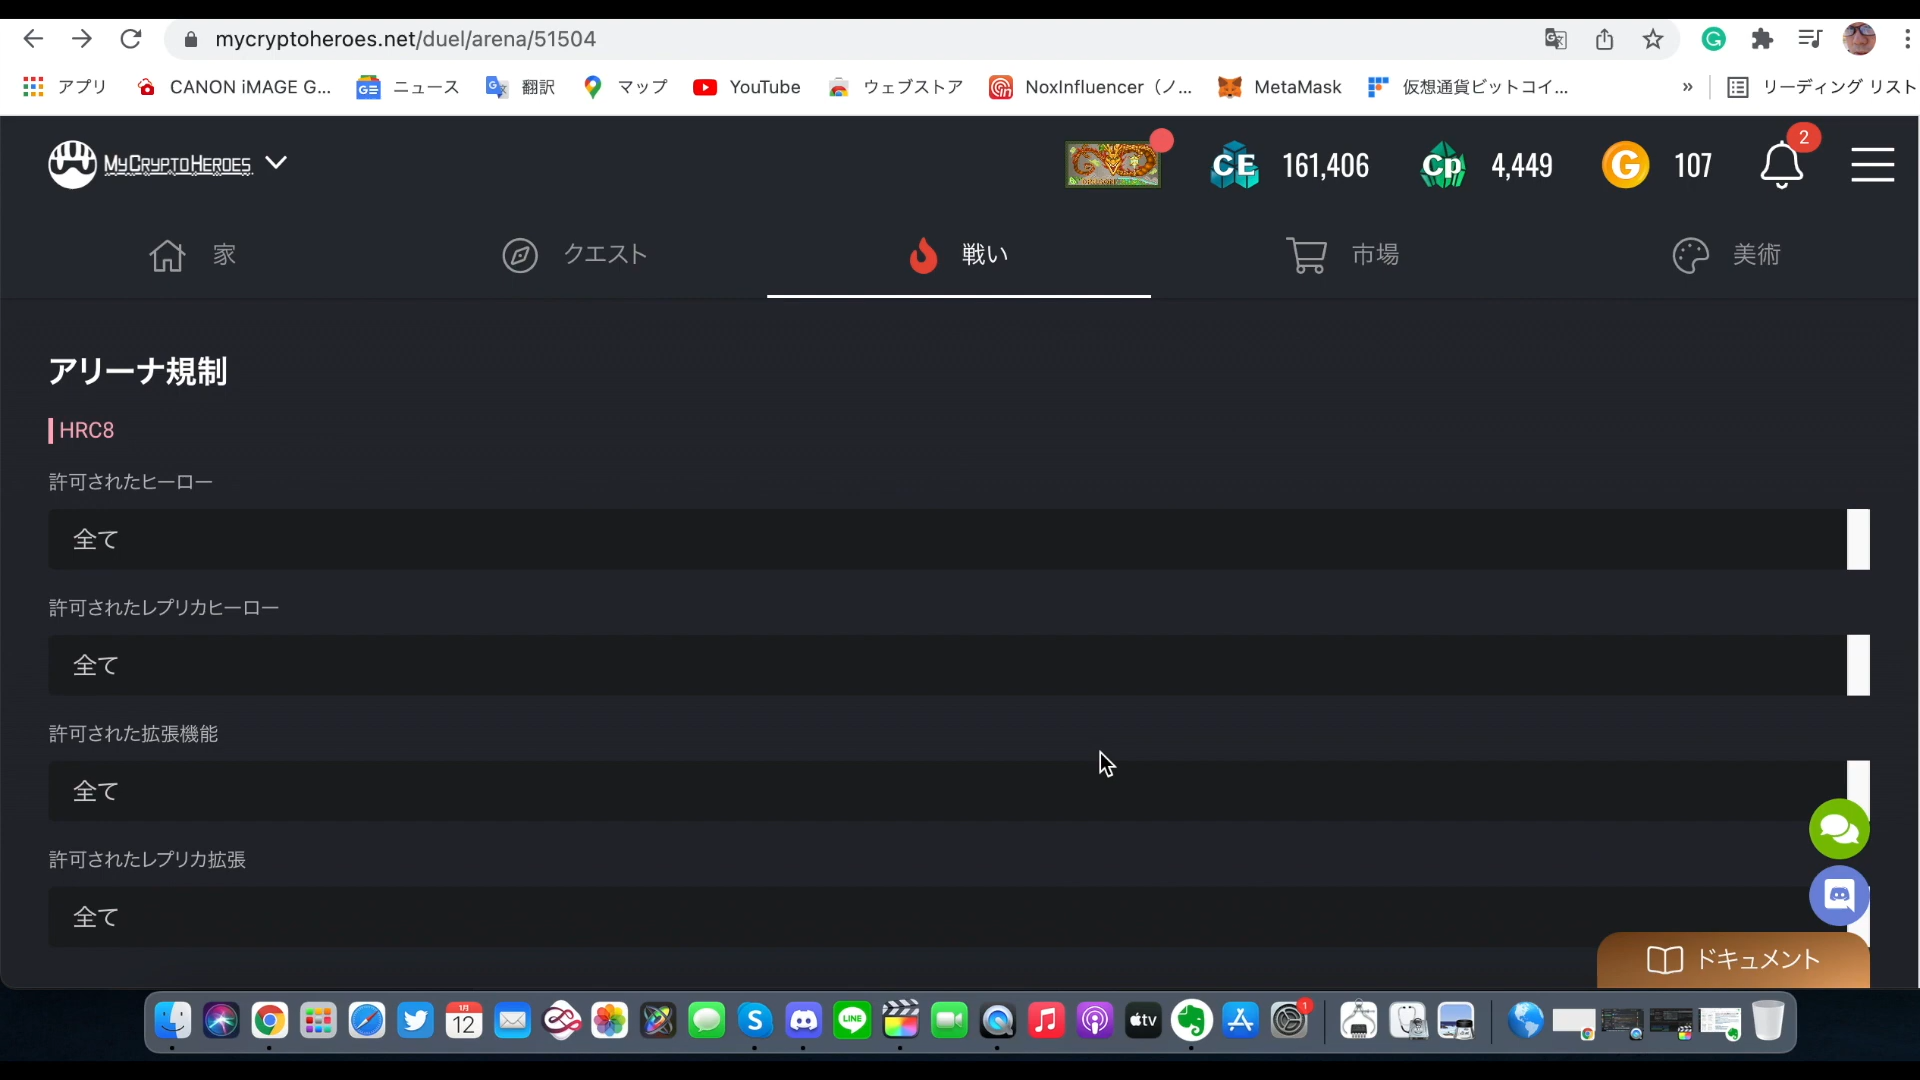 mycryptoheroes.net/duel/arena/51504
アプリ
CANON iMAGE G...
ニュース
翻訳
マップ
YouTube
ウェブストア
NoxInfluencer（ノ...
MetaMask
仮想通貨ビットコイ...
»
リーディング リスト
MyCryptoHeroes
CE 161,406
Cp 4,449
G 107
2
家
クエスト
戦い
市場
美術
アリーナ規制
HRC8
許可されたヒーロー
全て
許可されたレプリカヒーロー
全て
許可された拡張機能
全て
許可されたレプリカ拡張
全て
ドキュメント
1月
12
LINE
tv
1